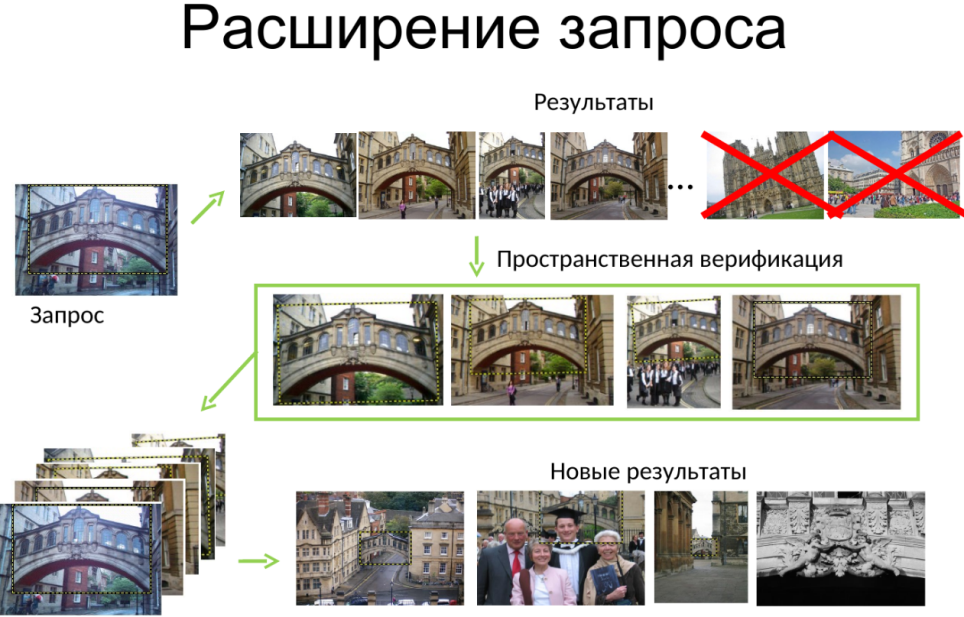 Расширение запроса
Результаты
...
Пространственная верификация
Запрос
Новые результаты